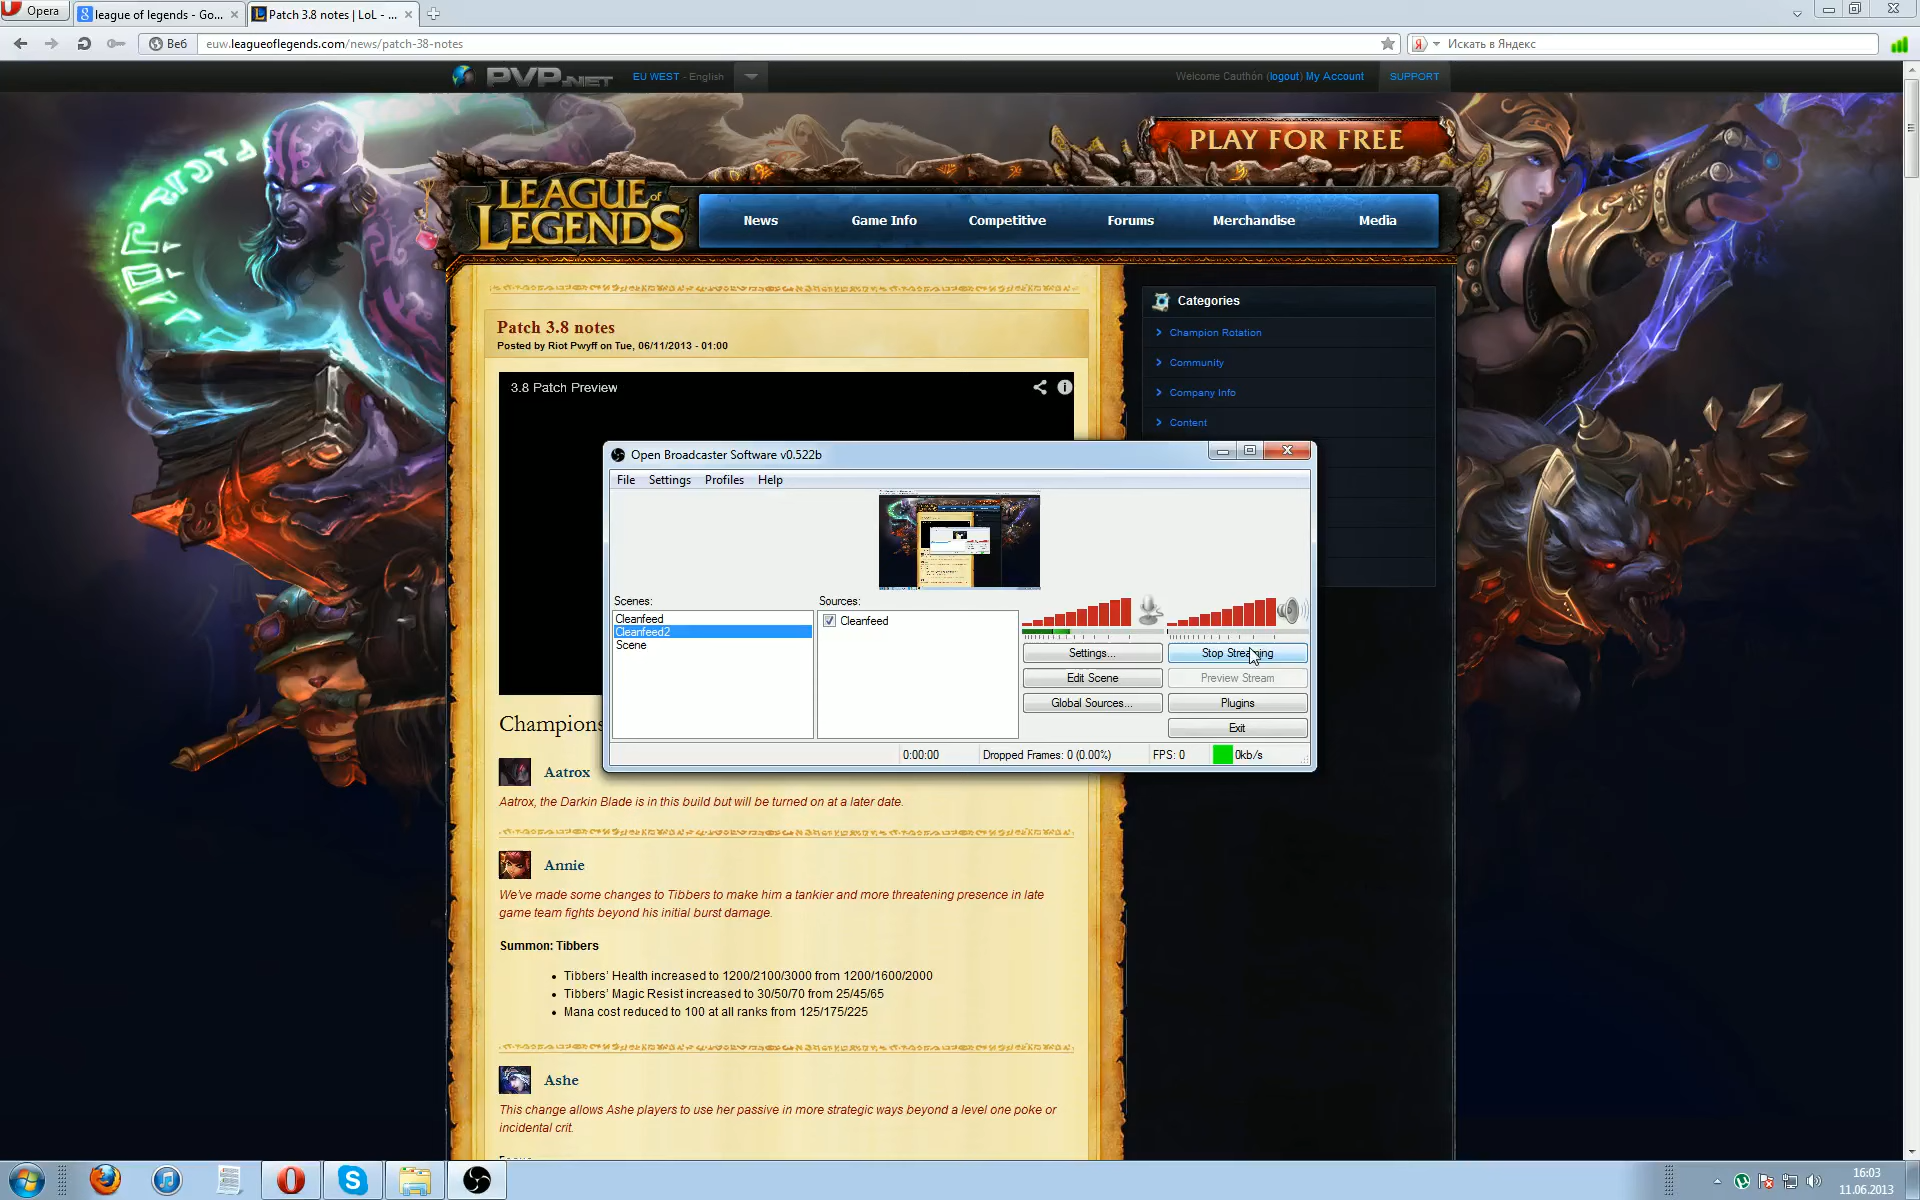 Opera
league of legends - Go...
Patch 3.8 notes | LoL - ...
Веб
euw.leagueoflegends.com/news/patch-38-notes
Искать в Яндекс
PVP.NET
EU WEST - English
Welcome Cauthón (logout) My Account
SUPPORT
PLAY FOR FREE
LEAGUE of LEGENDS
News
Game Info
Competitive
Forums
Merchandise
Media
Patch 3.8 notes
Posted by Riot Pwyff on Tue, 06/11/2013 - 01:00
3.8 Patch Preview
Categories
Champion Rotation
Community
Company Info
Content
Open Broadcaster Software v0.522b
File
Settings
Profiles
Help
Scenes:
Cleanfeed
Cleanfeed2
Scene
Sources:
Cleanfeed
Settings...
Stop Streaming
Edit Scene
Preview Stream
Global Sources...
Plugins
Exit
0:00:00
Dropped Frames: 0 (0.00%)
FPS: 0
0kb/s
Champions
Aatrox
Aatrox, the Darkin Blade is in this build but will be turned on at a later date.
Annie
We've made some changes to Tibbers to make him a tankier and more threatening presence in late
game team fights beyond his initial burst damage.
Summon: Tibbers
• Tibbers' Health increased to 1200/2100/3000 from 1200/1600/2000
• Tibbers' Magic Resist increased to 30/50/70 from 25/45/65
• Mana cost reduced to 100 at all ranks from 125/175/225
Ashe
This change allows Ashe players to use her passive in more strategic ways beyond a level one poke or
incidental crit.
16:03
11.06.2013